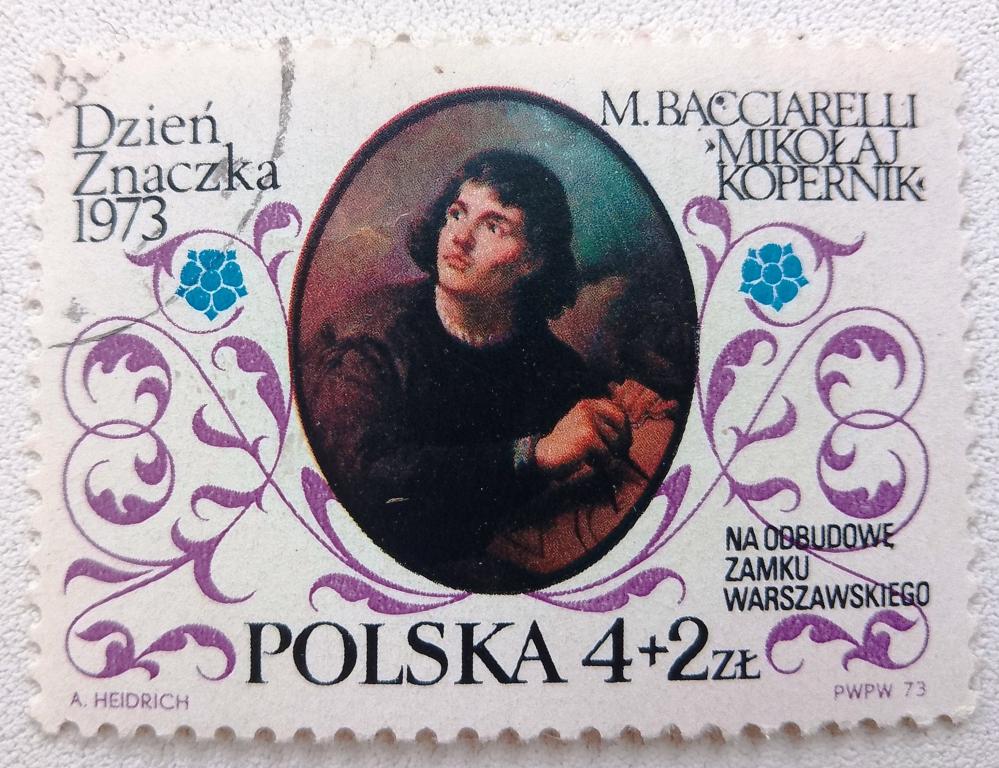 Dzień
Znaczka
1973
M. BACCIARELLI
»MIKOŁAJ
KOPERNIK«
NA ODBUDOWĘ
ZAMKU
WARSZAWSKIEGO
POLSKA 4+2 ZŁ
A. HEIDRICH
PWPW 73